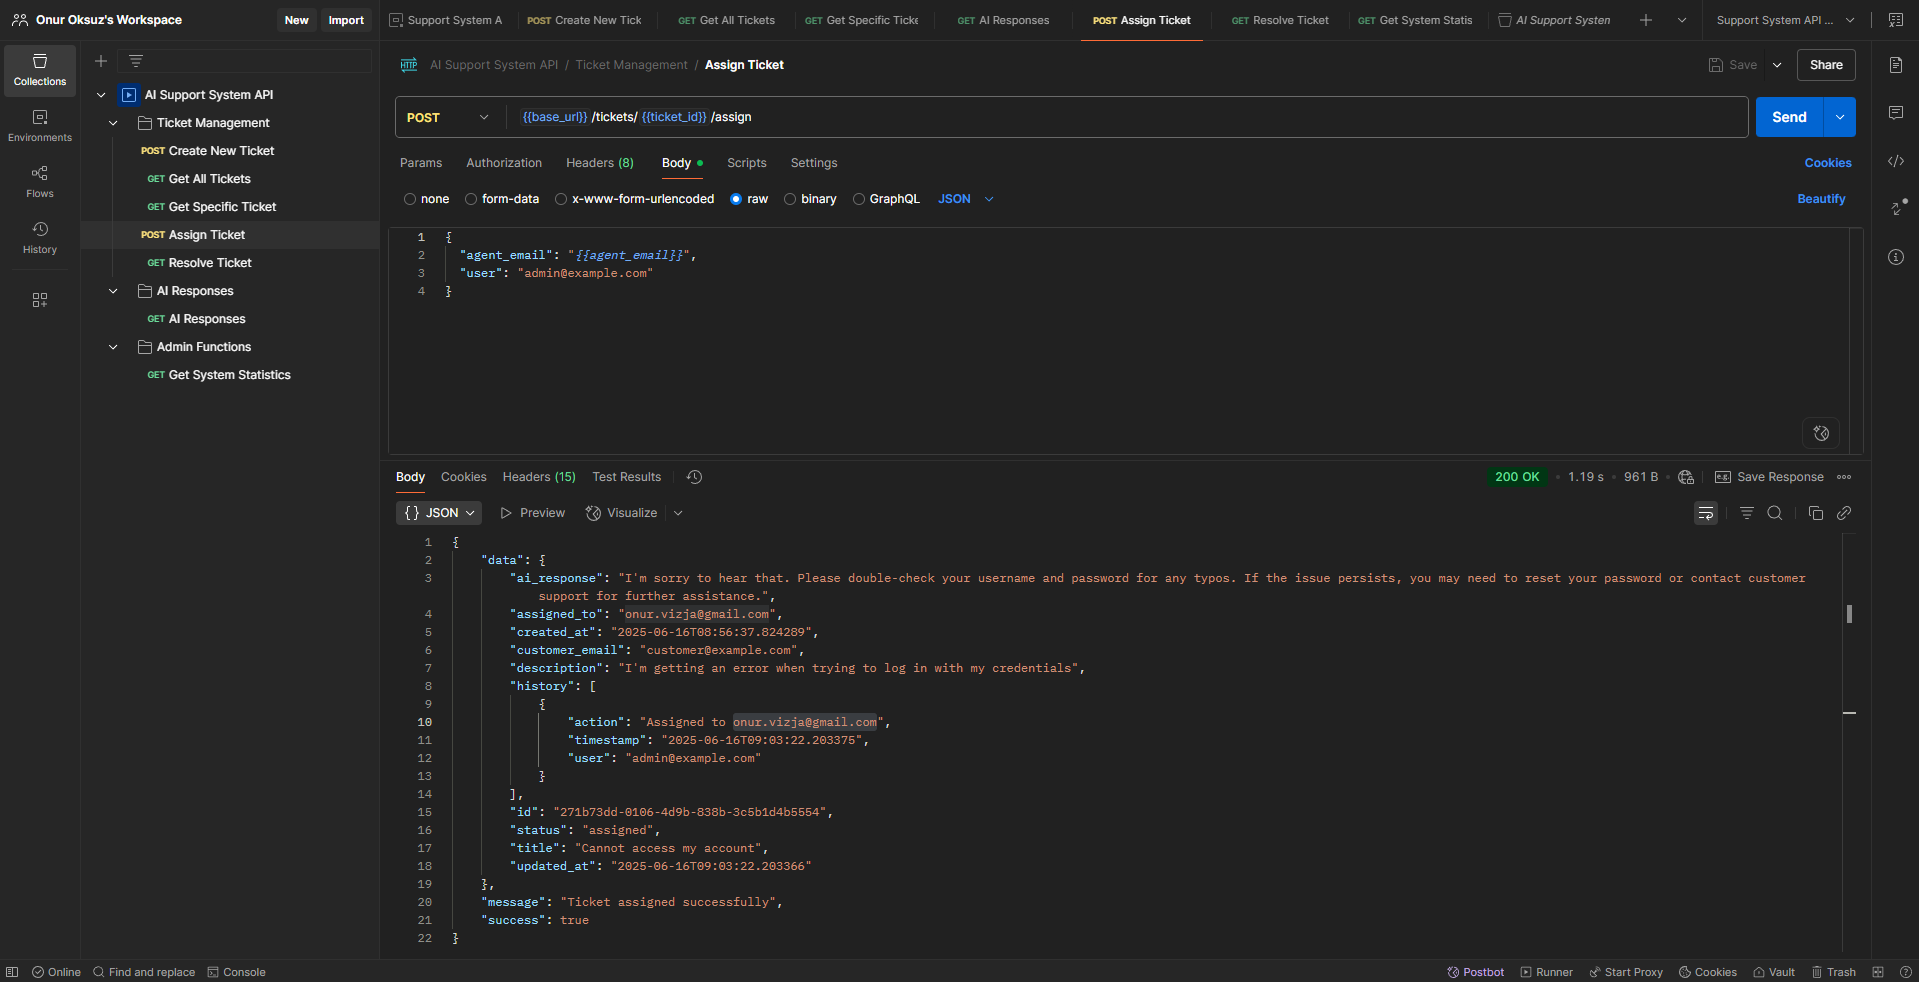 Onur Oksuz's Workspace
New
Import
Support System A
POST Create New Tick
GET Get All Tickets
GET Get Specific Ticke
GET AI Responses
POST Assign Ticket
GET Resolve Ticket
GET Get System Statis
AI Support System
Support System API ...
Collections
Environments
Flows
History
AI Support System API
Ticket Management
POST Create New Ticket
GET Get All Tickets
GET Get Specific Ticket
POST Assign Ticket
GET Resolve Ticket
AI Responses
GET AI Responses
Admin Functions
GET Get System Statistics
HTTP AI Support System API / Ticket Management / Assign Ticket
Save
Share
POST
{{base_url}} /tickets/ {{ticket_id}} /assign
Send
Params
Authorization
Headers (8)
Body
Scripts
Settings
Cookies
none
form-data
x-www-form-urlencoded
raw
binary
GraphQL
JSON
Beautify
1 {
2 "agent_email": "{{agent_email}}",
3 "user": "admin@example.com"
4 }
Body
Cookies
Headers (15)
Test Results
200 OK
1.19 s
961 B
e.g. Save Response
{} JSON
Preview
Visualize
1 {
2 "data": {
3 "ai_response": "I'm sorry to hear that. Please double-check your username and password for any typos. If the issue persists, you may need to reset your password or contact customer
support for further assistance.",
4 "assigned_to": "onur.vizja@gmail.com",
5 "created_at": "2025-06-16T08:56:37.824289",
6 "customer_email": "customer@example.com",
7 "description": "I'm getting an error when trying to log in with my credentials",
8 "history": [
9 {
10 "action": "Assigned to onur.vizja@gmail.com",
11 "timestamp": "2025-06-16T09:03:22.203375",
12 "user": "admin@example.com"
13 }
14 ],
15 "id": "271b73dd-0106-4d9b-838b-3c5b1d4b5554",
16 "status": "assigned",
17 "title": "Cannot access my account",
18 "updated_at": "2025-06-16T09:03:22.203366"
19 },
20 "message": "Ticket assigned successfully",
21 "success": true
22 }
Online
Find and replace
Console
Postbot
Runner
Start Proxy
Cookies
Vault
Trash